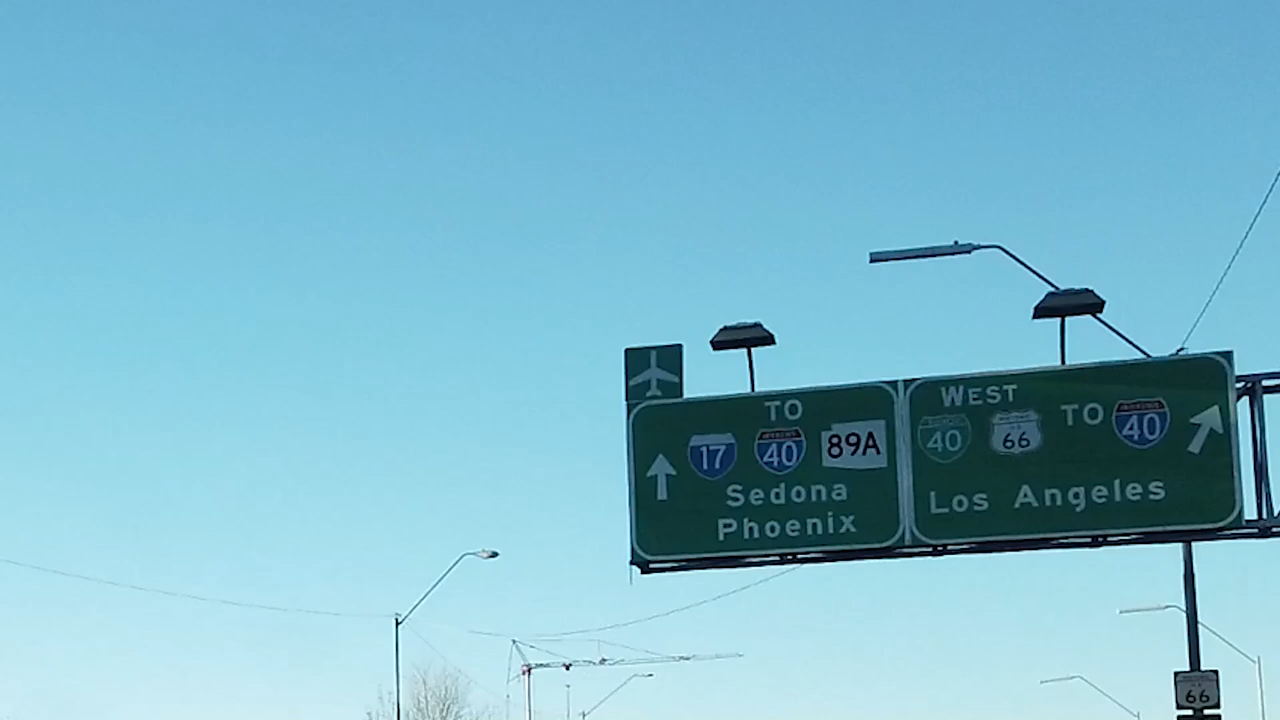 TO
17 40 89A
Sedona
Phoenix
WEST
40 66 TO 40
Los Angeles
66